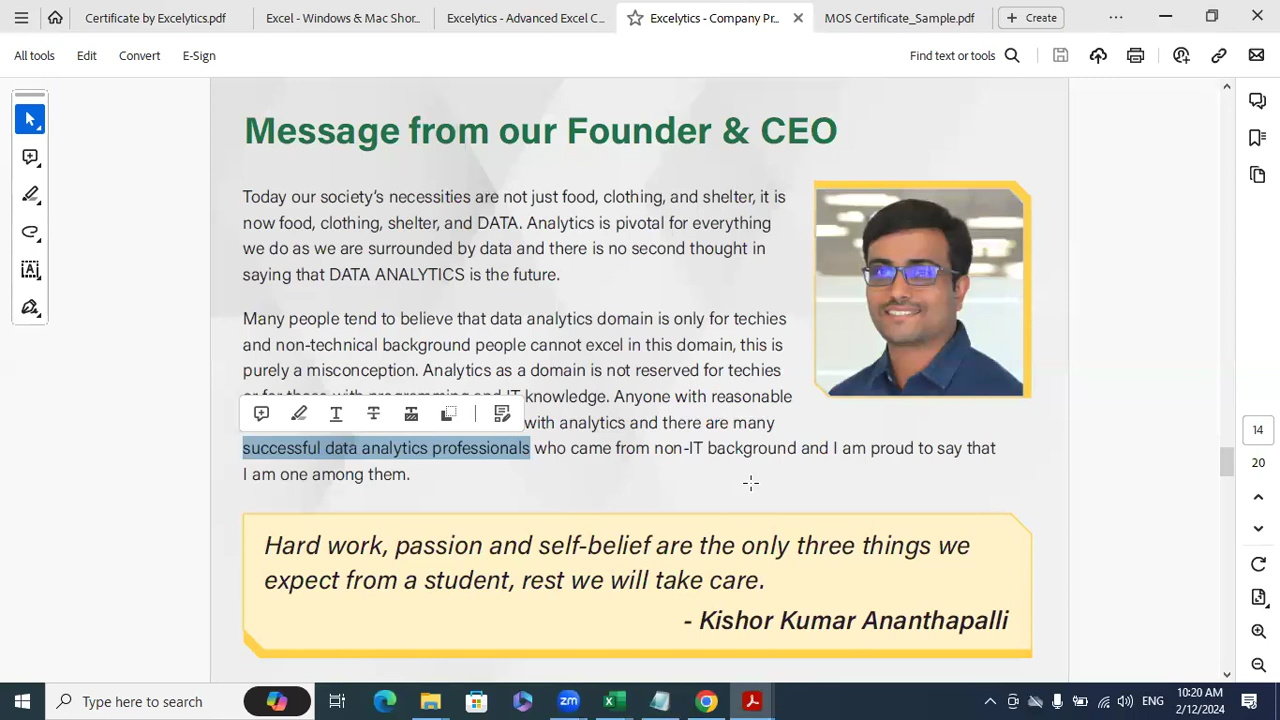 Certificate by Excelytics.pdf
Excel - Windows & Mac Shor...
Excelytics - Advanced Excel C...
Excelytics - Company Pr...
MOS Certificate_Sample.pdf
Create
All tools
Edit
Convert
E-Sign
Find text or tools
Message from our Founder & CEO
Today our society's necessities are not just food, clothing, and shelter, it is
now food, clothing, shelter, and DATA. Analytics is pivotal for everything
we do as we are surrounded by data and there is no second thought in
saying that DATA ANALYTICS is the future.
Many people tend to believe that data analytics domain is only for techies
and non-technical background people cannot excel in this domain, this is
purely a misconception. Analytics as a domain is not reserved for techies
or for those with programming and IT knowledge. Anyone with reasonable
with analytics and there are many
successful data analytics professionals who came from non-IT background and I am proud to say that
I am one among them.
Hard work, passion and self-belief are the only three things we
expect from a student, rest we will take care.
- Kishor Kumar Ananthapalli
14
20
Type here to search
ENG
10:20 AM
2/12/2024